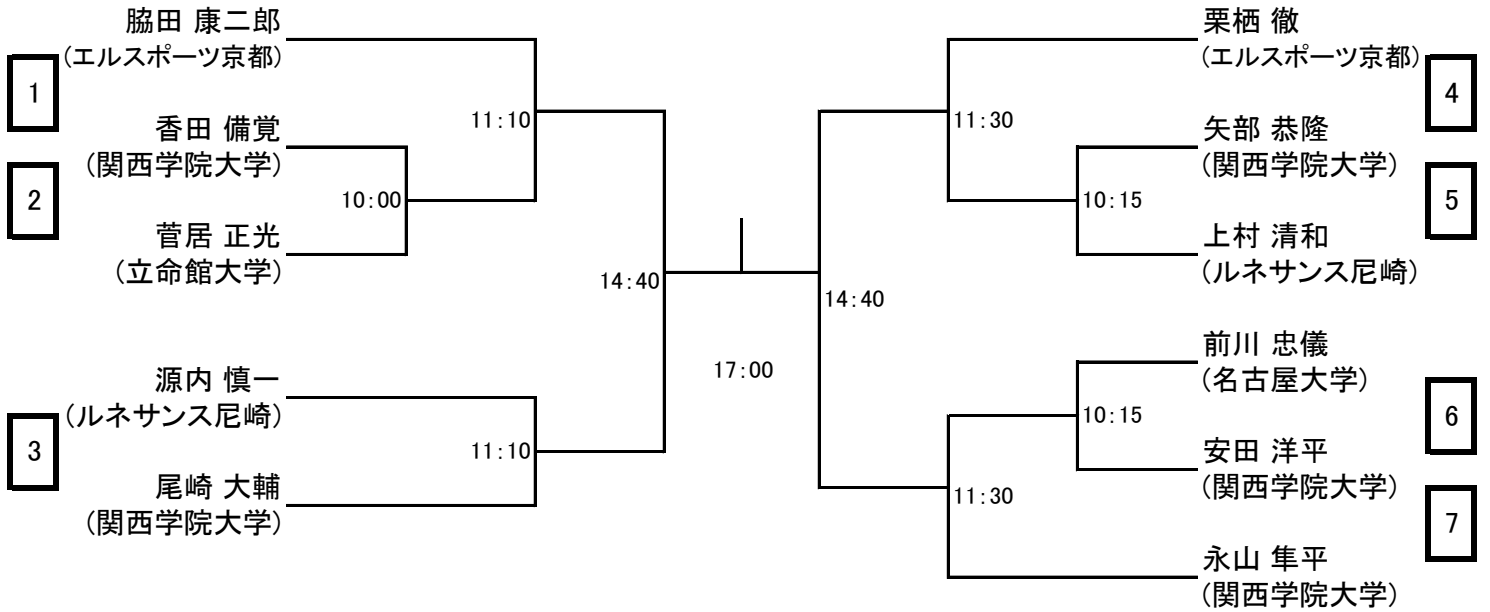 脇田 康二郎
(エルスポーツ京都)
1
11:10
香田 備覚
(関西学院大学)
2
10:00
菅居 正光
(立命館大学)
14:40
源内 慎一
(ルネサンス尼崎)
3
11:10
尾崎 大輔
(関西学院大学)
17:00
栗栖 徹
(エルスポーツ京都)
4
11:30
矢部 恭隆
(関西学院大学)
5
10:15
上村 清和
(ルネサンス尼崎)
14:40
前川 忠儀
(名古屋大学)
6
10:15
安田 洋平
(関西学院大学)
11:30
7
永山 隼平
(関西学院大学)